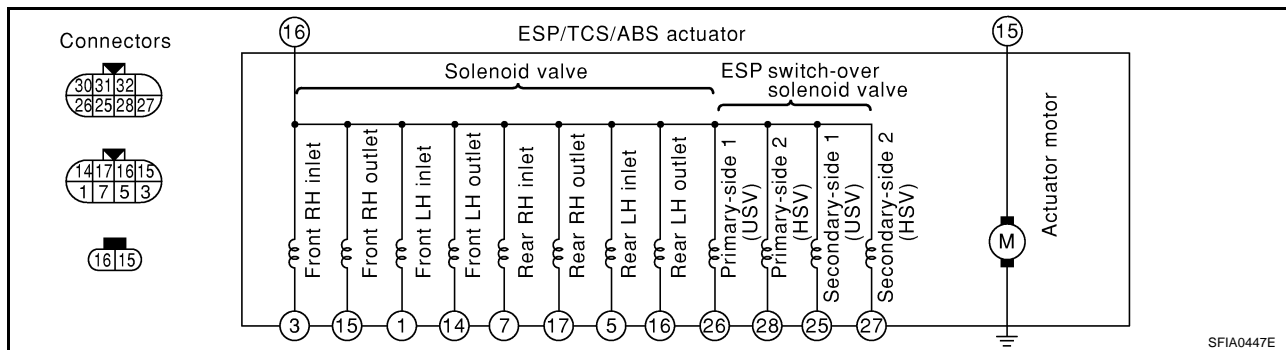 Connectors
30 31 32
26 25 28 27
14 17 16 15
1 7 5 3
16 15
16
ESP/TCS/ABS actuator
15
Solenoid valve
ESP switch-over
solenoid valve
Front RH inlet
Front RH outlet
Front LH inlet
Front LH outlet
Rear RH inlet
Rear RH outlet
Rear LH inlet
Rear LH outlet
Primary-side 1
(USV)
Primary-side 2
(HSV)
Secondary-side 1
(USV)
Secondary-side 2
(HSV)
M
Actuator motor
3 15 1 14 7 17 5 16 26 28 25 27
SFIA0447E